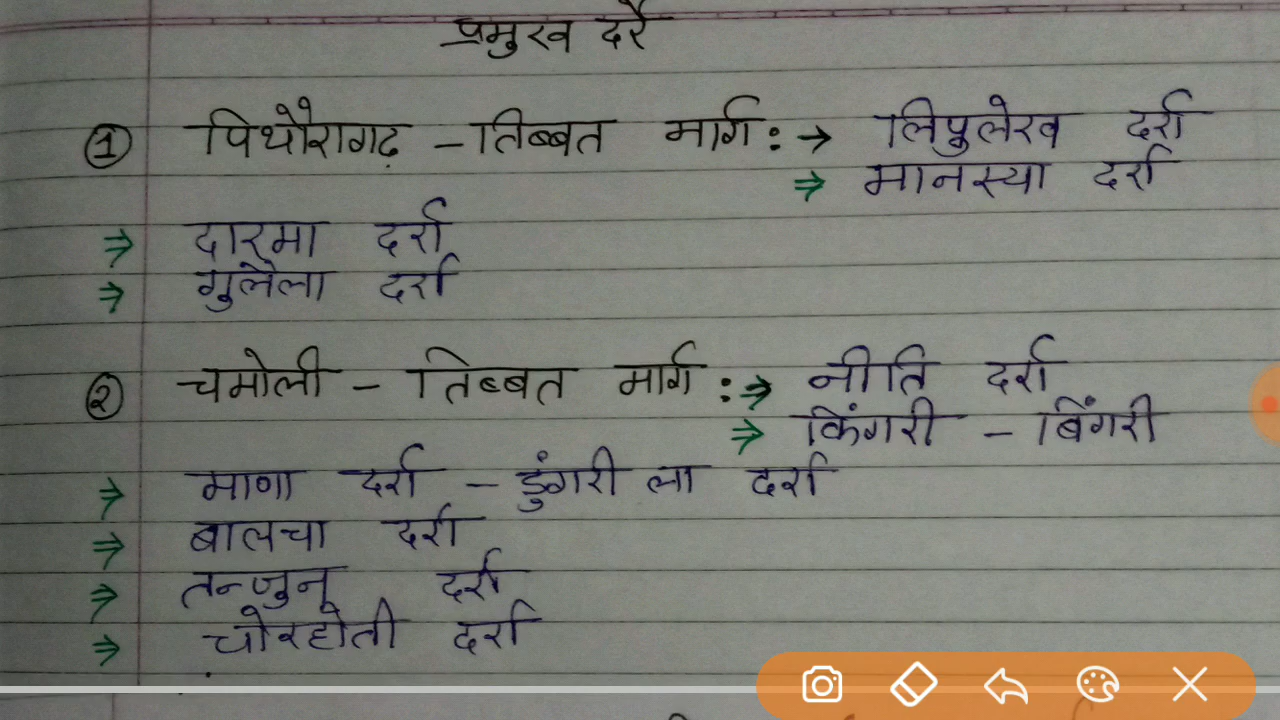 प्रमुख दर्रे
① पिथौरागढ़ – तिब्बत मार्ग :→ लिपुलेख दर्रा
⇒ मानस्या दर्रा
⇒ दारमा दर्रा
⇒ गुलेला दर्रा
② चमोली – तिब्बत मार्ग :⇒ नीति दर्रा
⇒ किंगरी – बिंगरी
⇒ माणा दर्रा – डुंगरी ला दर्रा
⇒ बालचा दर्रा
⇒ तन्जुन दर्रा
⇒ चोरहोती दर्रा